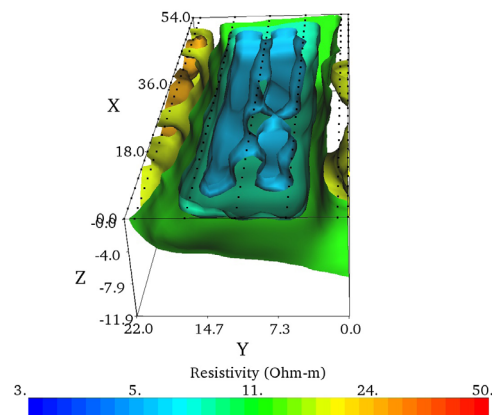 54.0
36.0
X
18.0
0.0
-0.0
-4.0
Z
-7.9
-11.9
22.0 14.7 7.3 0.0
Y
Resistivity (Ohm-m)
3. 5. 11. 24. 50.